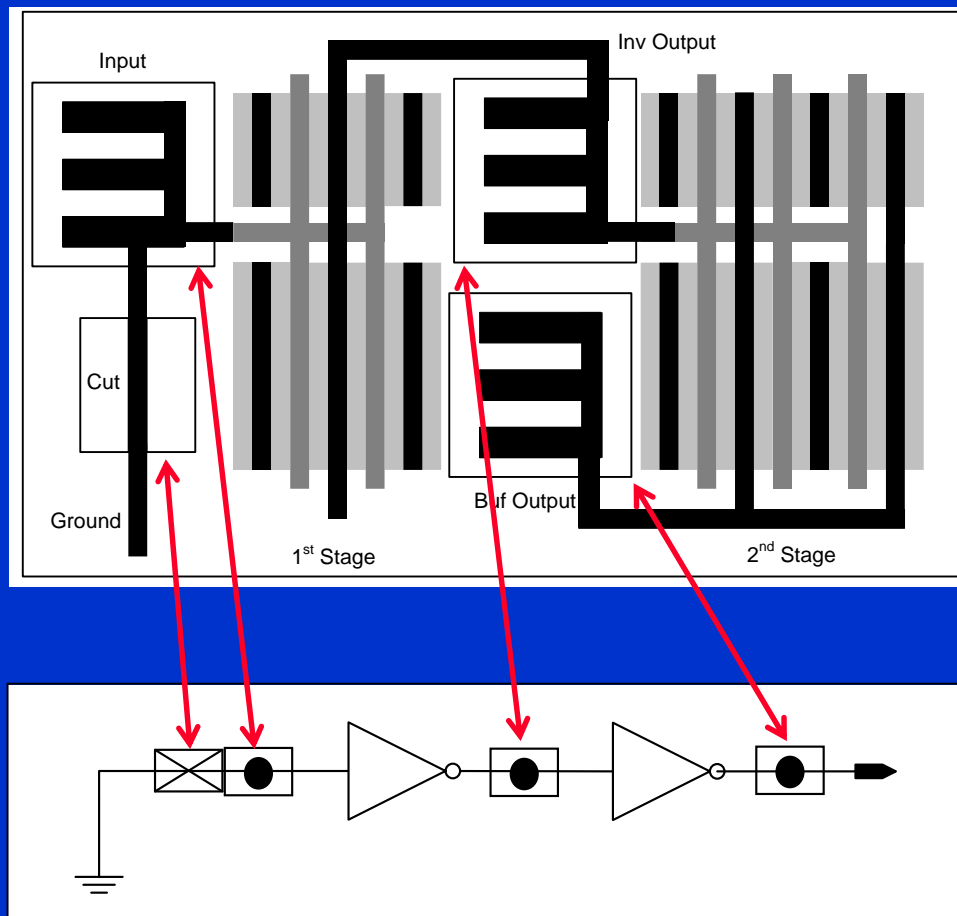 Input
Inv Output
Cut
Ground
Buf Output
1st Stage
2nd Stage